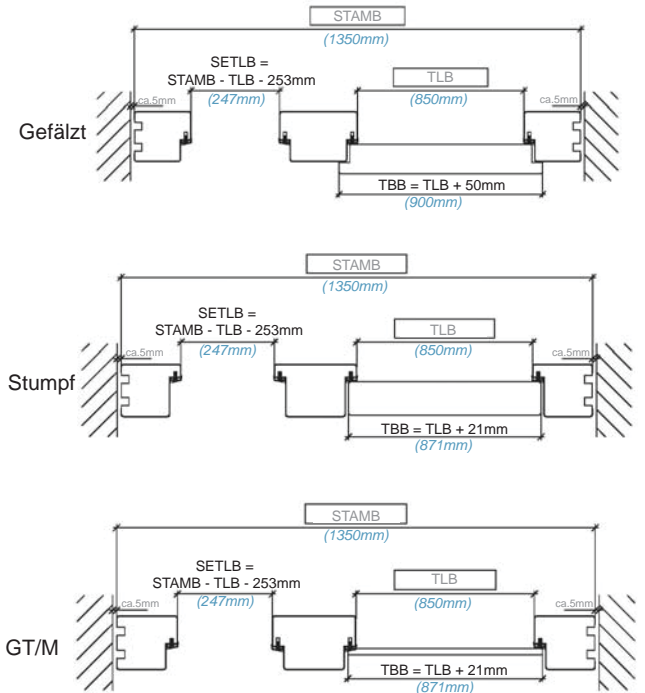 STAMB
(1350mm)
SETLB =
STAMB - TLB - 253mm
TLB
(247mm)
(850mm)
ca.5mm
ca.5mm
Gefälzt
TBB = TLB + 50mm
(900mm)
STAMB
(1350mm)
SETLB =
STAMB - TLB - 253mm
TLB
(247mm)
(850mm)
ca.5mm
ca.5mm
Stumpf
TBB = TLB + 21mm
(871mm)
STAMB
(1350mm)
SETLB =
STAMB - TLB - 253mm
TLB
(247mm)
(850mm)
ca.5mm
ca.5mm
GT/M
TBB = TLB + 21mm
(871mm)